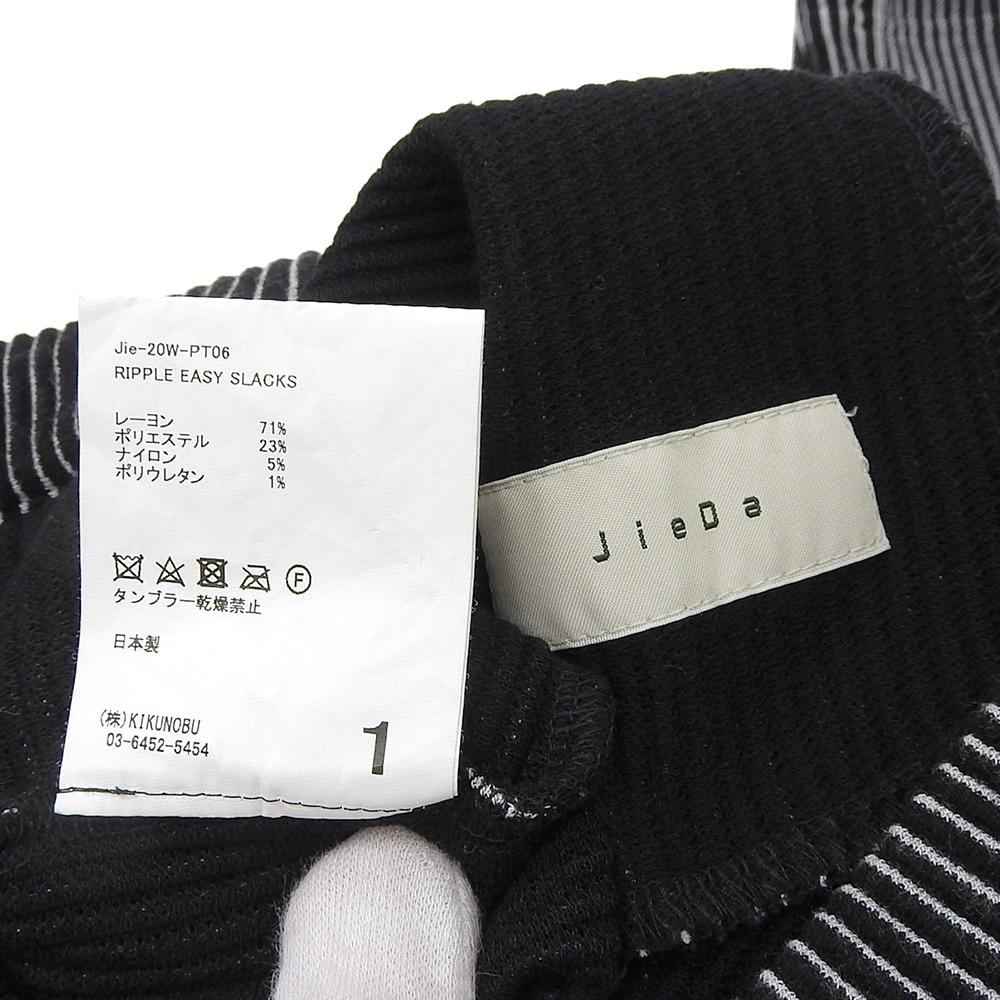 Jie-20W-PT06
RIPPLE EASY SLACKS
レーヨン 71%
ポリエステル 23%
ナイロン 5%
ポリウレタン 1%
F
タンブラー乾燥禁止
日本製
(株)KIKUNOBU
03-6452-5454
1
JieDa